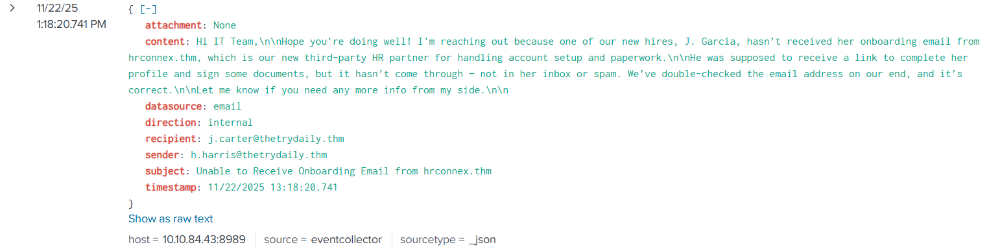 > 11/22/25 { [-]
1:18:20.741 PM attachment: None
content: Hi IT Team,\n\nHope you're doing well! I'm reaching out because one of our new hires, J. Garcia, hasn’t received her onboarding email from
hrconnex.thm, which is our new third-party HR partner for handling account setup and paperwork.\n\nHe was supposed to receive a link to complete her
profile and sign some documents, but it hasn’t come through — not in her inbox or spam. We’ve double-checked the email address on our end, and it’s
correct.\n\nLet me know if you need any more info from my side.\n\n
datasource: email
direction: internal
recipient: j.carter@thetrydaily.thm
sender: h.harris@thetrydaily.thm
subject: Unable to Receive Onboarding Email from hrconnex.thm
timestamp: 11/22/2025 13:18:20.741
}
Show as raw text
host = 10.10.84.43:8989 source = eventcollector sourcetype = _json